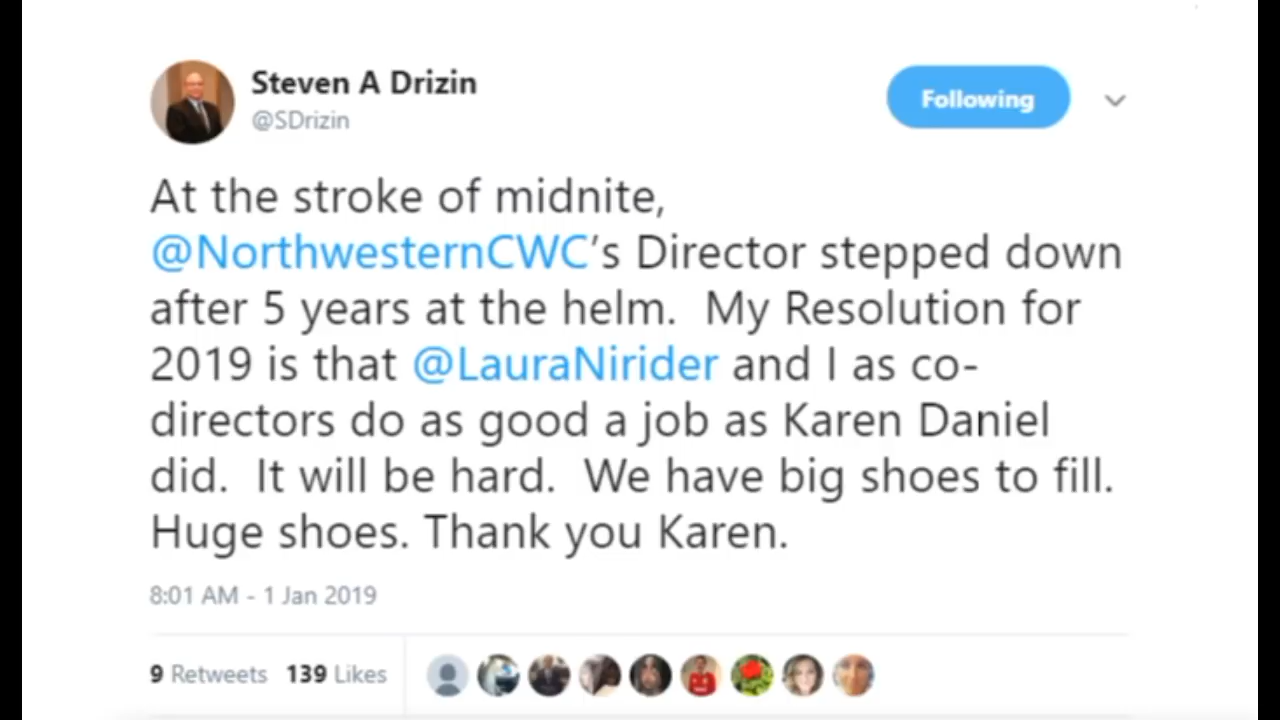 Steven A Drizin
@SDrizin
Following
At the stroke of midnite,
@NorthwesternCWC's Director stepped down
after 5 years at the helm.  My Resolution for
2019 is that @LauraNirider and I as co-
directors do as good a job as Karen Daniel
did.  It will be hard.  We have big shoes to fill.
Huge shoes. Thank you Karen.
8:01 AM - 1 Jan 2019
9 Retweets 139 Likes